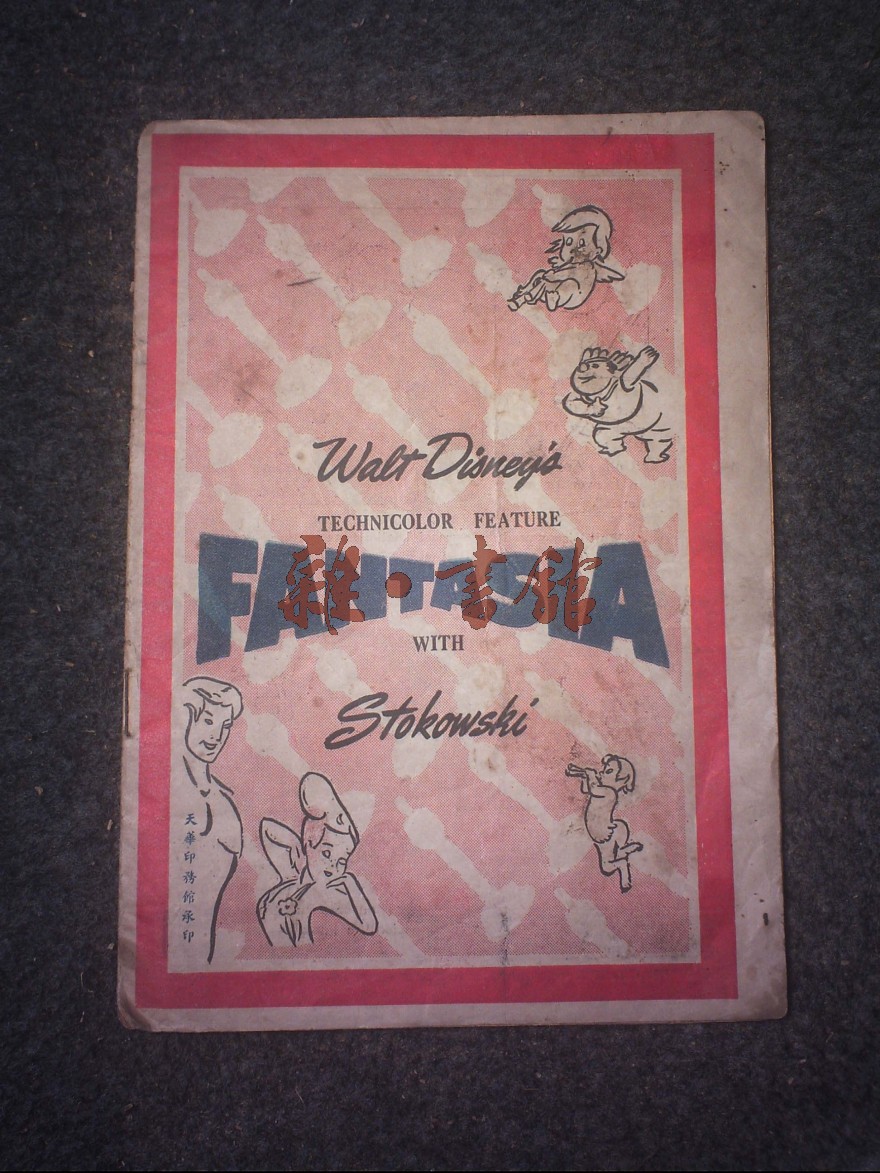 Walt Disney's
TECHNICOLOR FEATURE
FANTASIA
雜·書館
WITH
Stokowski
天華印務館承印